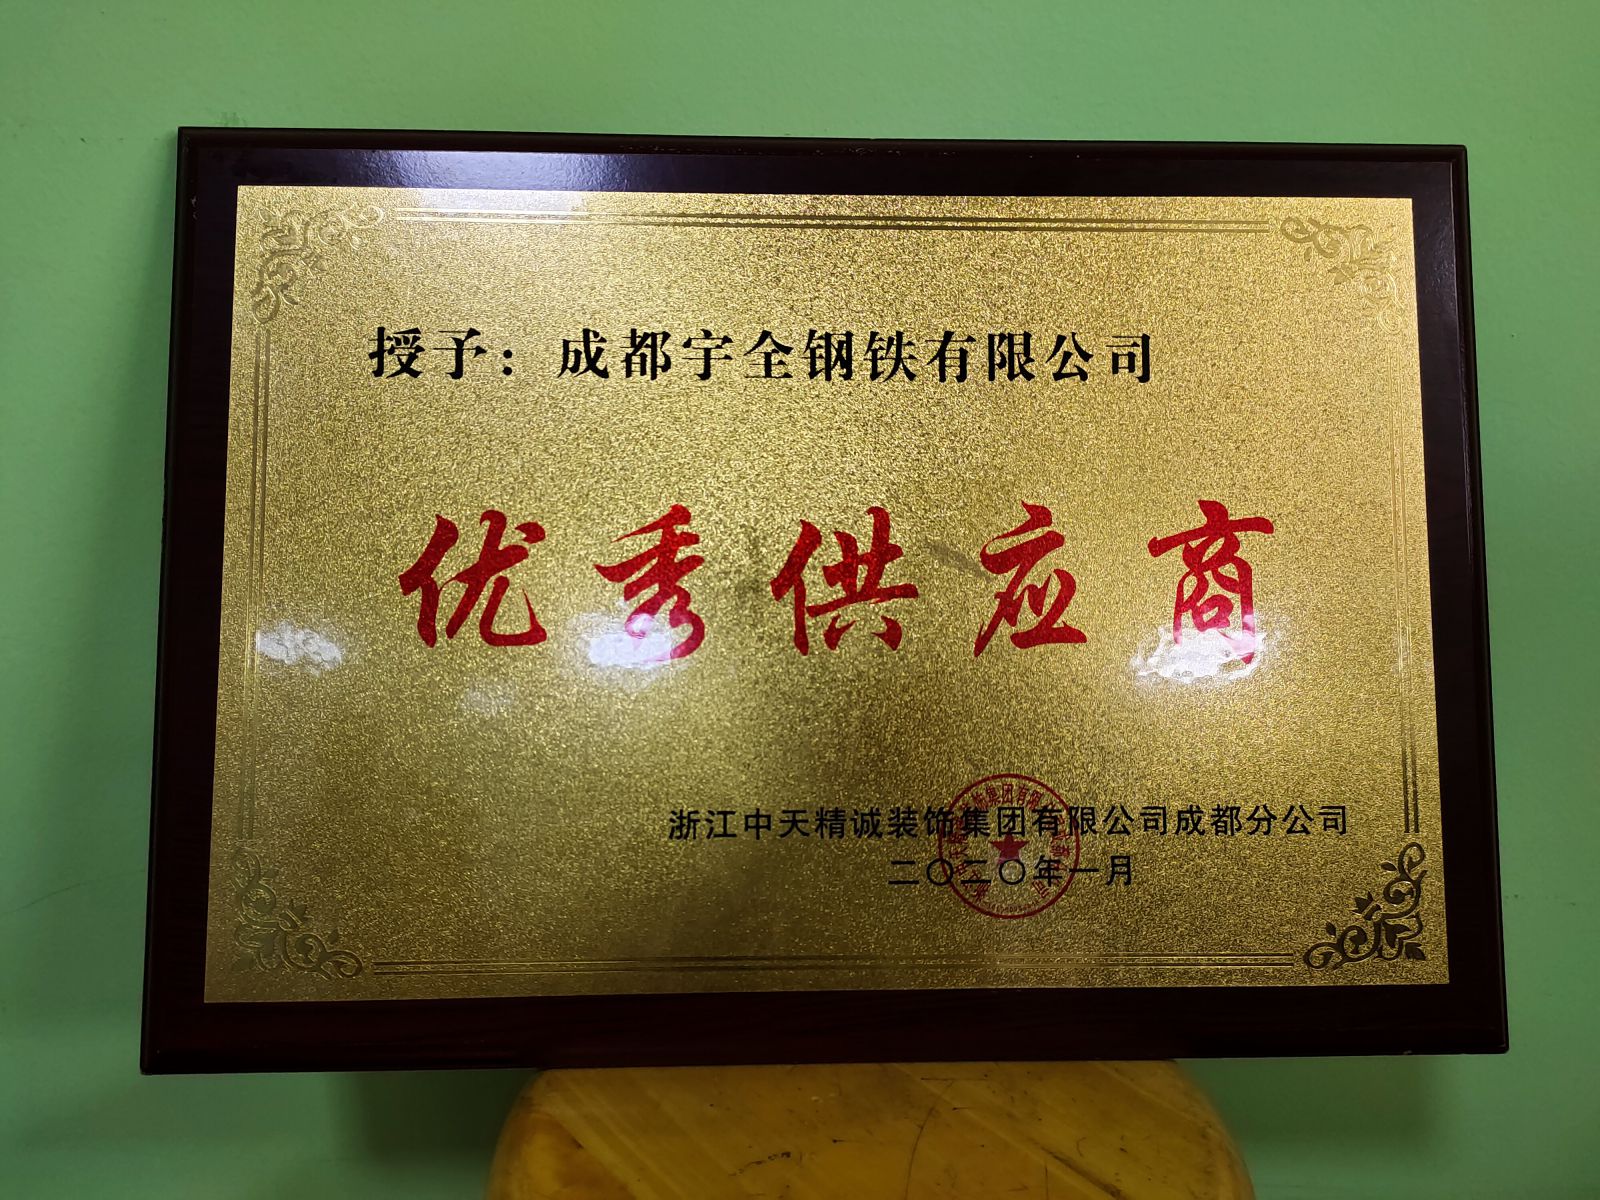 授予：成都宇全钢铁有限公司
优秀供应商
浙江中天精诚装饰集团有限公司成都分公司
二〇二〇年一月